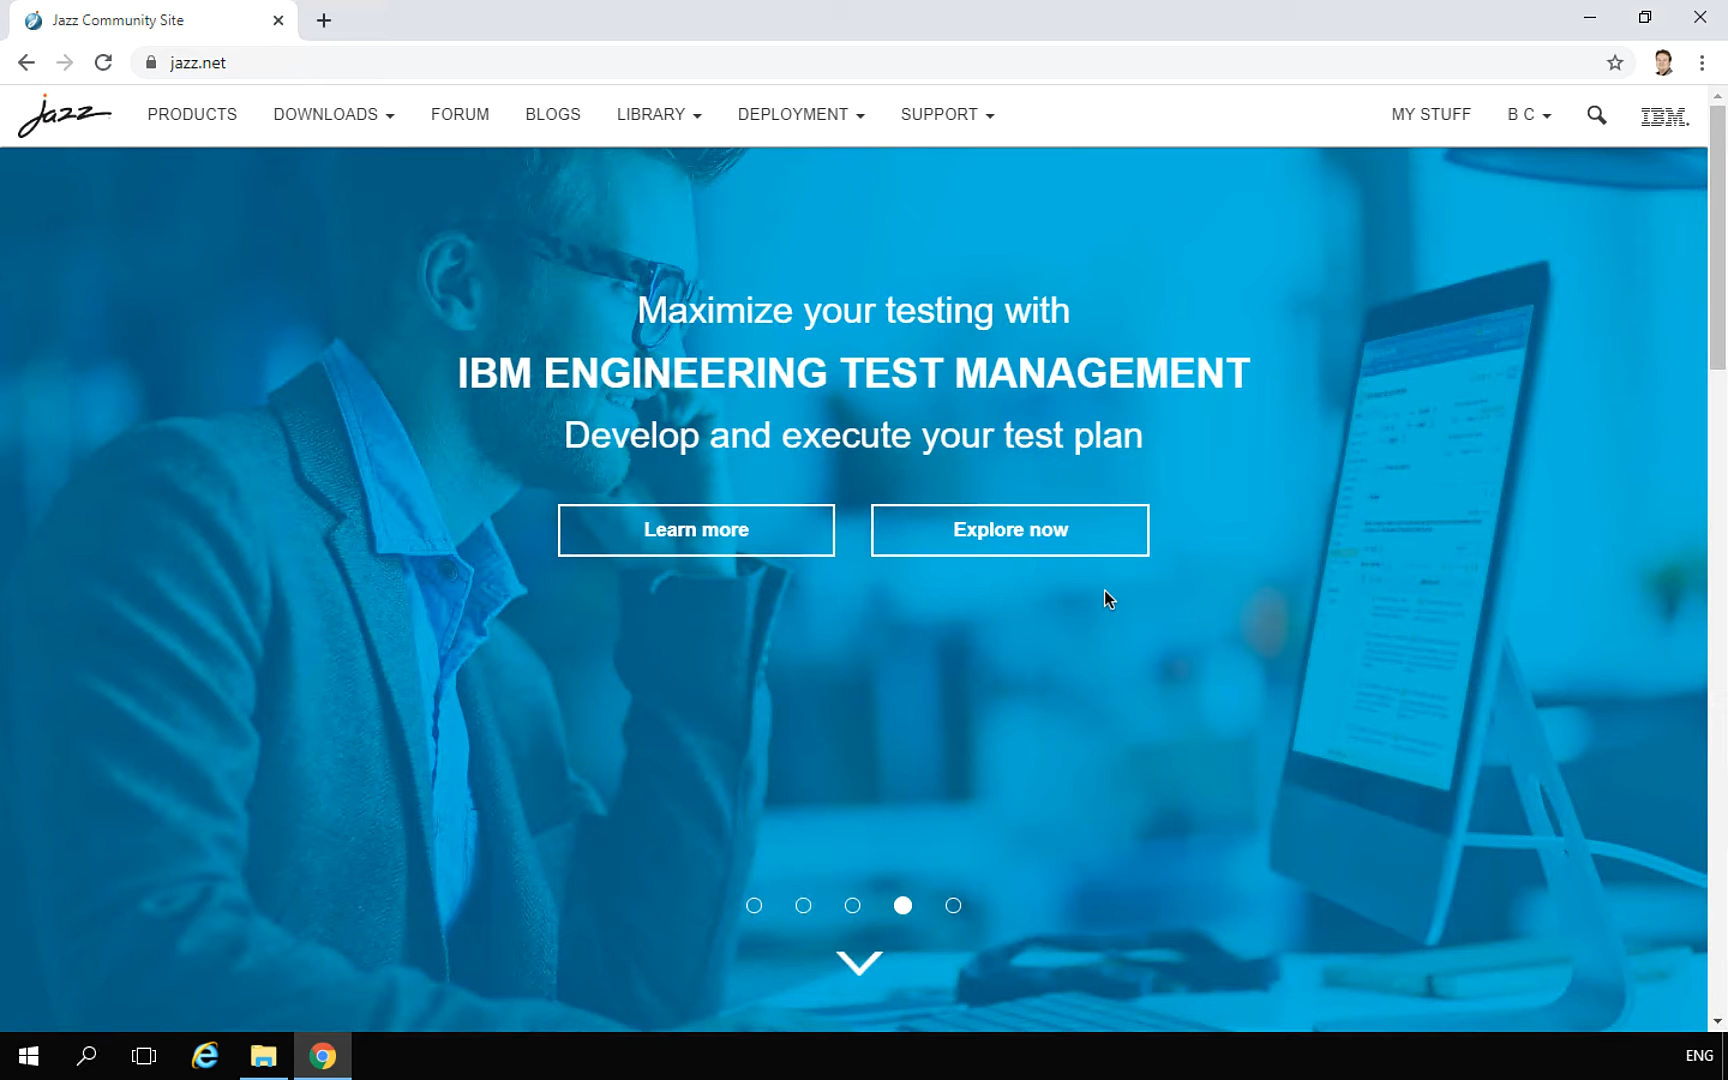 Jazz Community Site
jazz.net
jazz PRODUCTS DOWNLOADS FORUM BLOGS LIBRARY DEPLOYMENT SUPPORT MY STUFF B C IBM.
Maximize your testing with
IBM ENGINEERING TEST MANAGEMENT
Develop and execute your test plan
Learn more Explore now
ENG